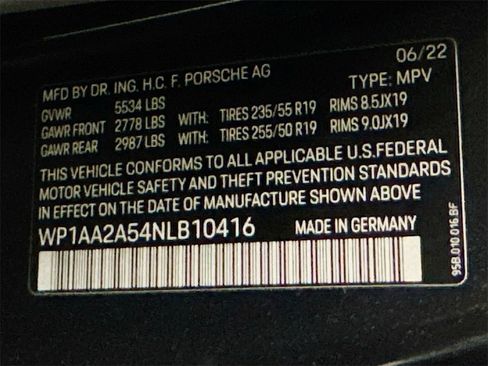 MFD BY DR. ING. H.C. F. PORSCHE AG 06/22
GVWR 5534 LBS TYPE: MPV
GAWR FRONT 2778 LBS WITH: TIRES 235/55 R19 RIMS 8.5JX19
GAWR REAR 2987 LBS WITH: TIRES 255/50 R19 RIMS 9.0JX19
THIS VEHICLE CONFORMS TO ALL APPLICABLE U.S.FEDERAL
MOTOR VEHICLE SAFETY AND THEFT PREVENTION STANDARDS
IN EFFECT ON THE DATE OF MANUFACTURE SHOWN ABOVE
WP1AA2A54NLB10416 MADE IN GERMANY
95B.010.016.BF